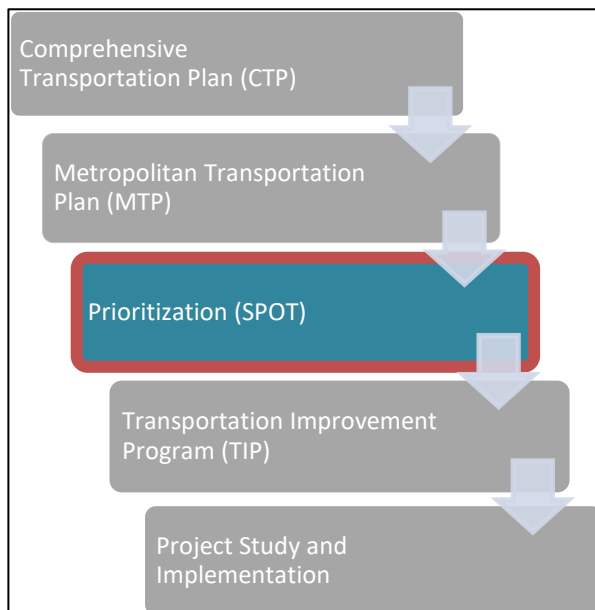 Comprehensive
Transportation Plan (CTP)
Metropolitan Transportation
Plan (MTP)
Prioritization (SPOT)
Transportation Improvement
Program (TIP)
Project Study and
Implementation